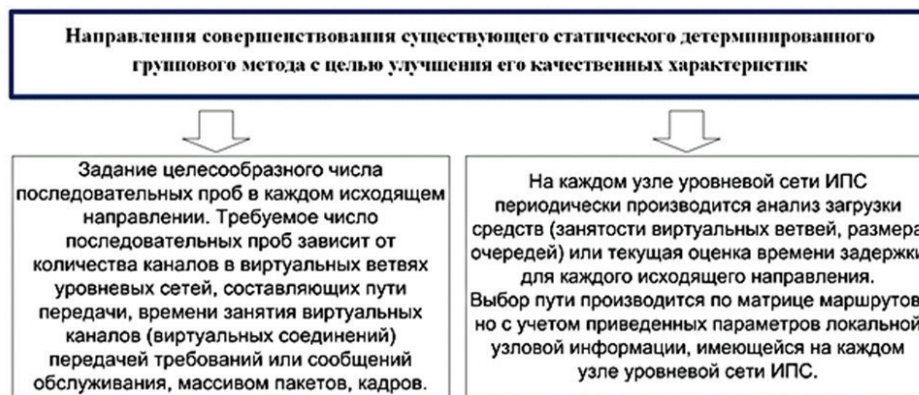 Направления совершенствования существующего статического детерминированного
группового метода с целью улучшения его качественных характеристик
Задание целесообразного числа
последовательных проб в каждом исходящем
направлении. Требуемое число
последовательных проб зависит от
количества каналов в виртуальных ветвях
уровневых сетей, составляющих пути
передачи, времени занятия виртуальных
каналов (виртуальных соединений)
передачей требований или сообщений
обслуживания, массивом пакетов, кадров.
На каждом узле уровневой сети ИПС
периодически производится анализ загрузки
средств (занятости виртуальных ветвей, размера
очередей) или текущая оценка времени задержки
для каждого исходящего направления.
Выбор пути производится по матрице маршрутов
но с учетом приведенных параметров локальной
узловой информации, имеющейся на каждом
узле уровневой сети ИПС.